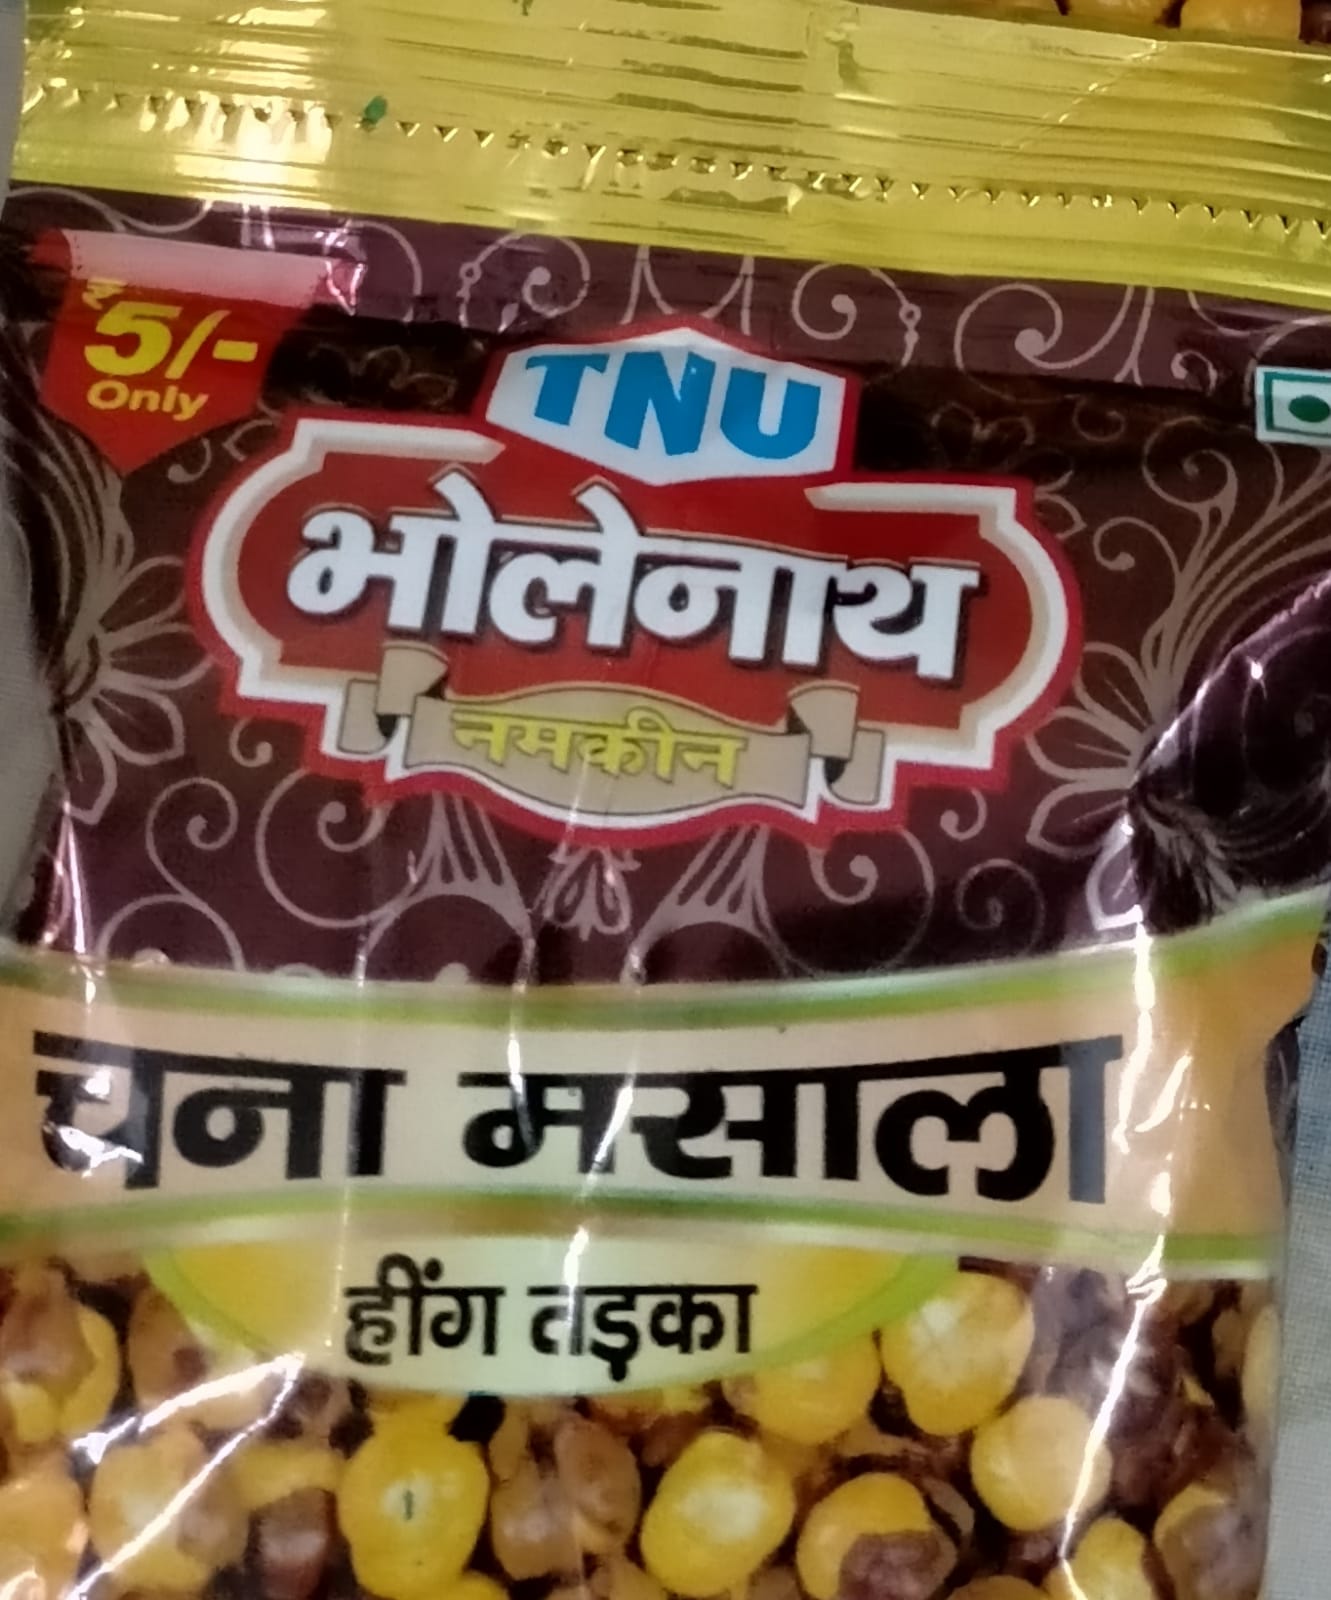 ₹
5/-
Only
TNU
भोलेनाथ
नमकीन
चना मसाला
हींग तड़का